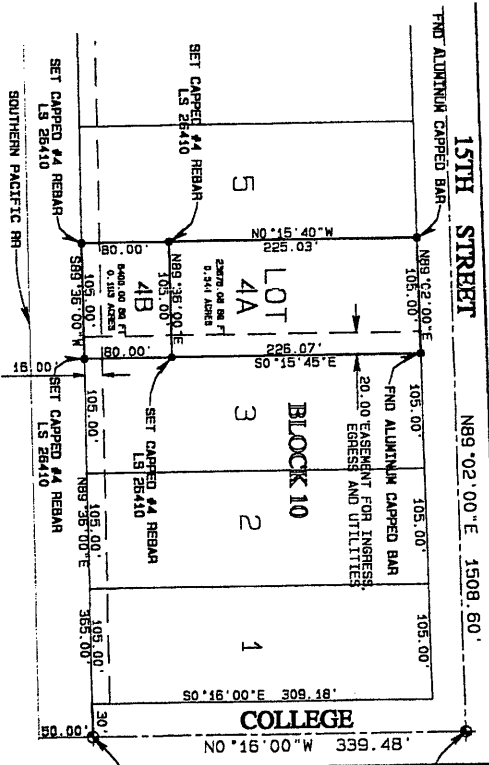 15TH STREET
N89°02'00"E 1508.60'
FND ALUMINUM CAPPED BAR
N89°02'00"E
105.00'
FND ALUMINUM CAPPED BAR
105.00'
105.00'
105.00'
SET CAPPED #4 REBAR
LS 26410
N0°15'40"W
225.03'
5
LOT
4A
23678.08 SQ FT
0.544 ACRES
226.07'
S0°15'45"E
20.00'EASEMENT FOR INGRESS,
EGRESS AND UTILITIES
BLOCK 10
3
2
1
S0°16'00"E 309.18'
COLLEGE
N0°16'00"W 339.48'
N89°36'00"E
105.00'
4B
8400.00 SQ FT
0.193 ACRES
80.00'
80.00'
SET CAPPED #4 REBAR
LS 26410
SET CAPPED #4 REBAR
LS 26410
105.00'
S89°36'00"W
105.00'
105.00'
N89°36'00"E
105.00'
365.00'
30'
50.00'
16.00'
SET CAPPED #4 REBAR
LS 26410
SOUTHERN PACIFIC RR